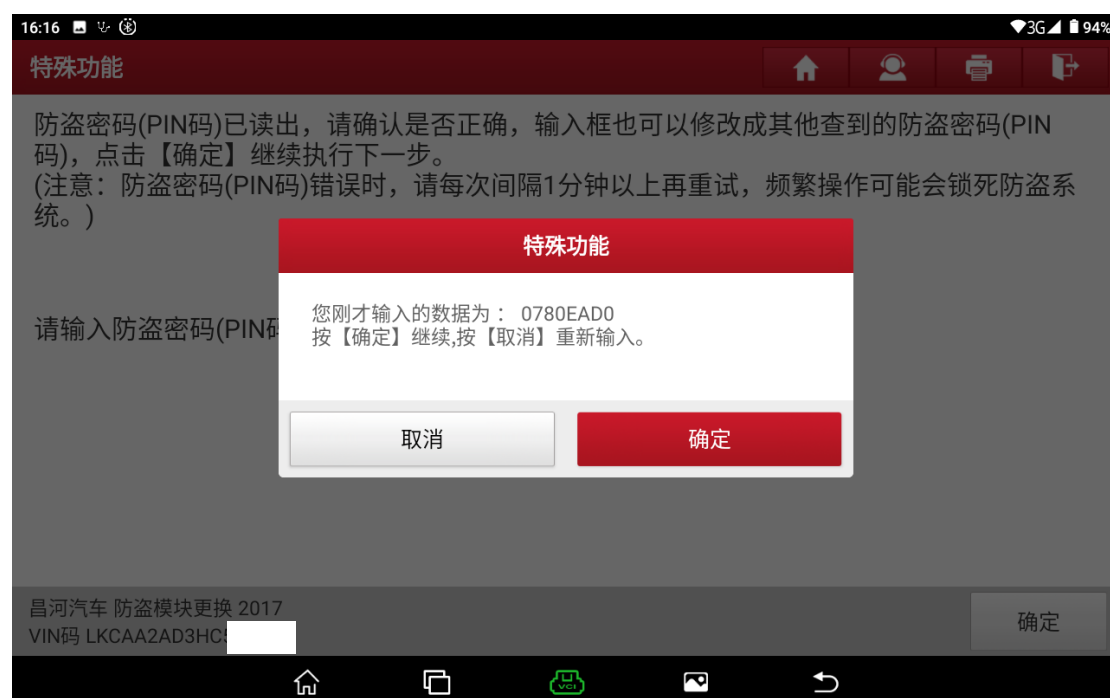 16:16
3G 94%
特殊功能
防盗密码(PIN码)已读出，请确认是否正确，输入框也可以修改成其他查到的防盗密码(PIN
码)，点击【确定】继续执行下一步。
(注意：防盗密码(PIN码)错误时，请每次间隔1分钟以上再重试，频繁操作可能会锁死防盗系
统。)
特殊功能
您刚才输入的数据为： 0780EAD0
按【确定】继续,按【取消】重新输入。
请输入防盗密码(PIN码
取消
确定
昌河汽车 防盗模块更换 2017
VIN码 LKCAA2AD3HC
确定
VCI